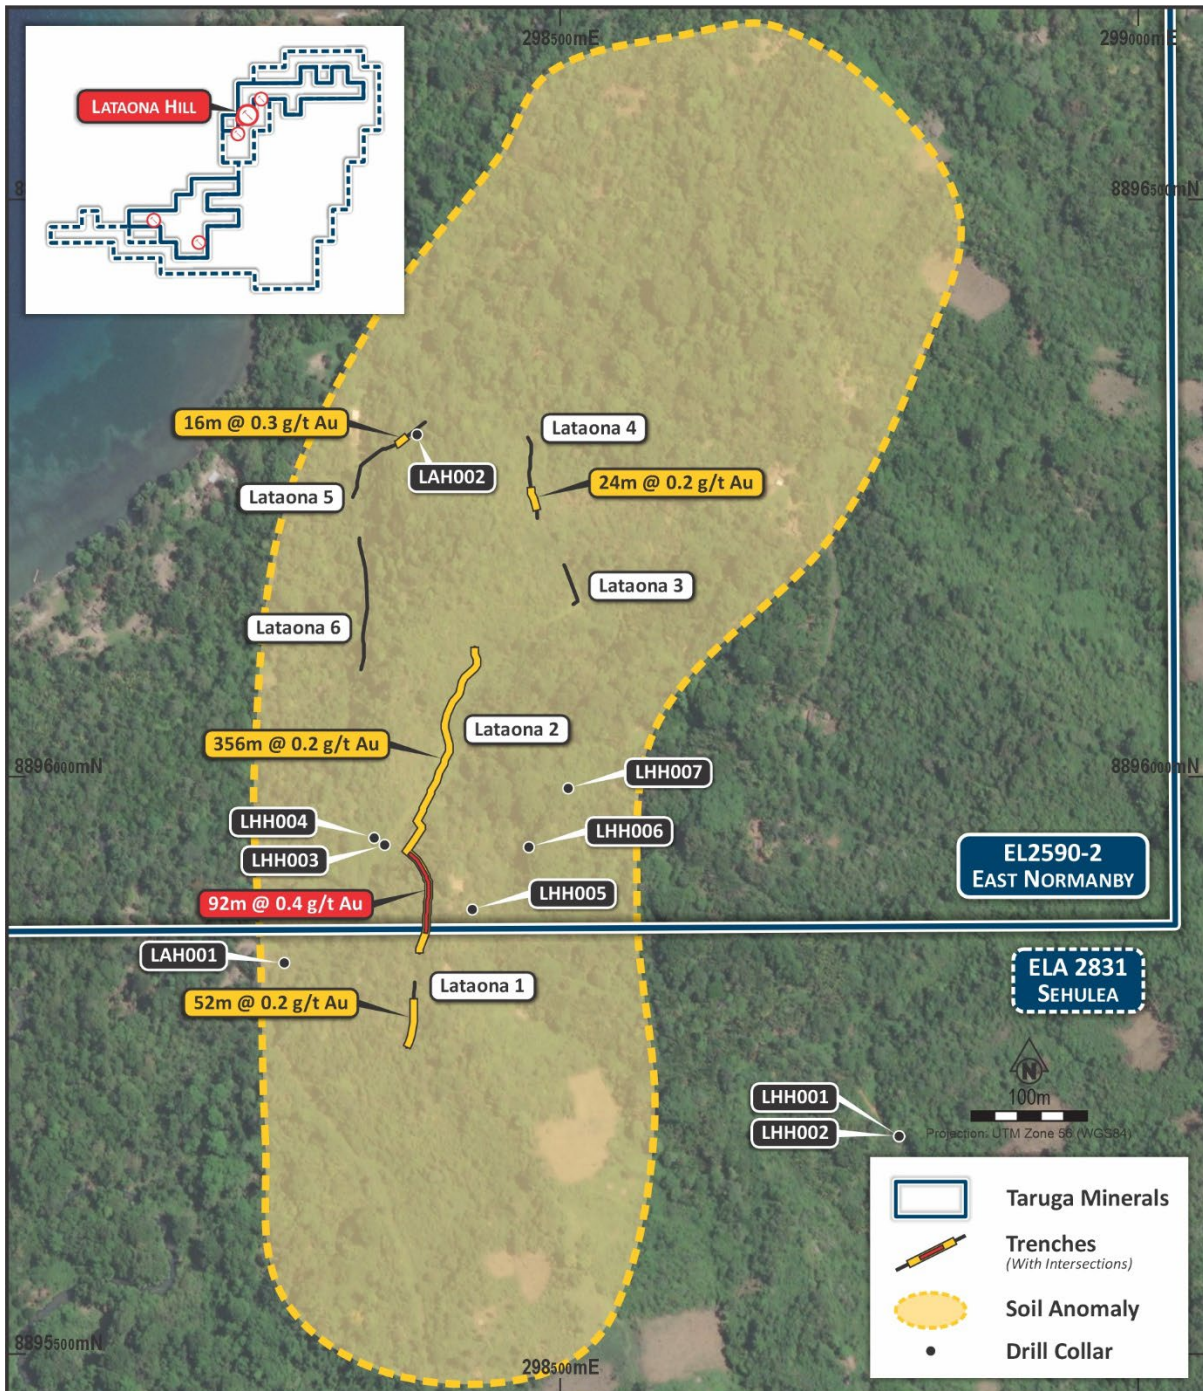 298500mE
299000mE
LATAONA HILL
8896500mN
16m @ 0.3 g/t Au
Lataona 4
LAH002
24m @ 0.2 g/t Au
Lataona 5
Lataona 3
Lataona 6
Lataona 2
356m @ 0.2 g/t Au
8896000mN
8896000mN
LHH007
LHH004
LHH006
LHH003
EL2590-2
EAST NORMANBY
92m @ 0.4 g/t Au
LHH005
LAH001
ELA 2831
SEHULEA
Lataona 1
52m @ 0.2 g/t Au
N
100m
LHH001
LHH002
Projection: UTM Zone 56 (WGS84)
Taruga Minerals
Trenches
(With Intersections)
Soil Anomaly
Drill Collar
8895500mN
298500mE